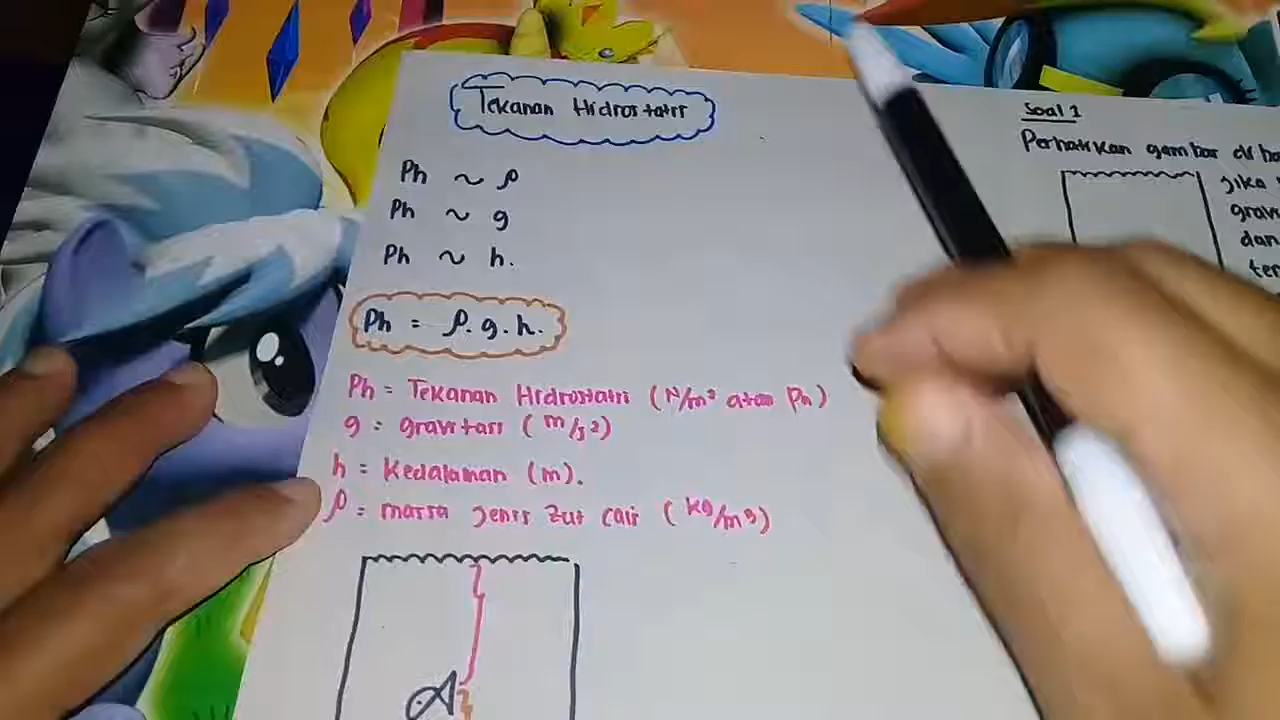 Tekanan Hidrostatis
Ph ~ ρ
Ph ~ g
Ph ~ h.
Ph = ρ.g.h.
Ph = Tekanan Hidrostatis (N/m² atau Pa)
g = gravitasi (m/s2)
h = Kedalaman (m).
ρ = massa jenis zat cair (kg/m3)
A
Soal 1
Perhatikan gambar di ba
jika
grav
dan
ter